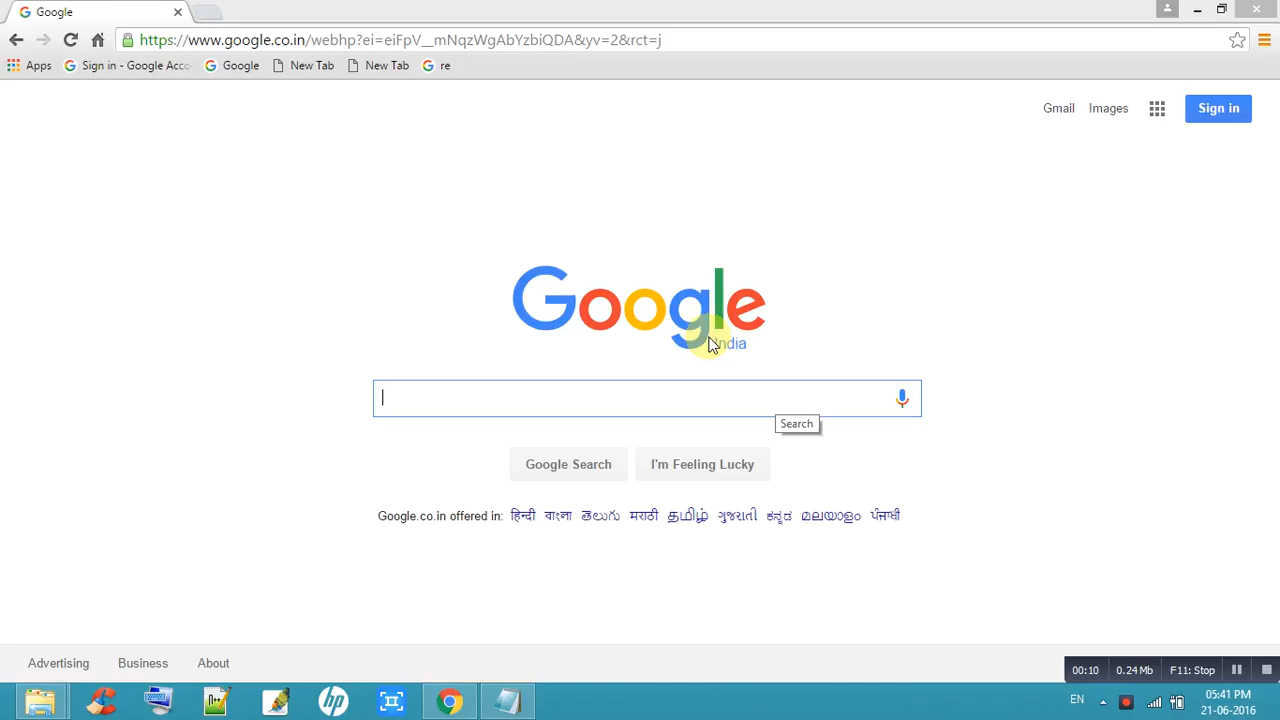 Google
https://www.google.co.in/webhp?ei=eiFpV__mNqzWgAbYzbiQDA&yv=2&rct=j
Apps Sign in - Google Acco Google New Tab New Tab re
Gmail Images Sign in
Google
India
Search
Google Search I'm Feeling Lucky
Google.co.in offered in: हिन्दी বাংলা తెలుగు मराठी தமிழ் ગુજરાતી ಕನ್ನಡ മലയാളം ਪੰਜਾਬੀ
Advertising Business About
00:10 0.24 Mb F11: Stop
hp EN 05:41 PM
21-06-2016